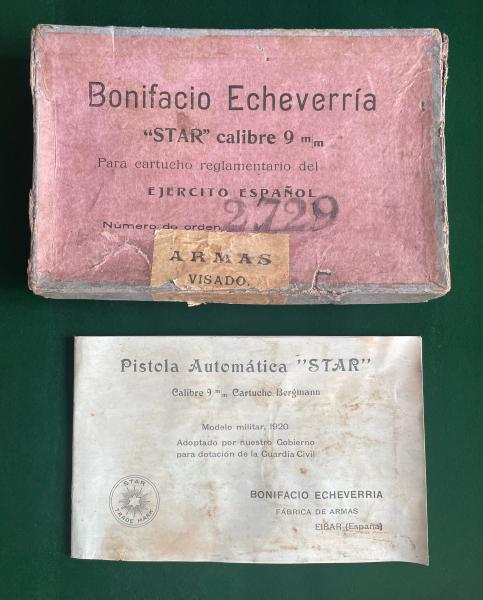 Bonifacio Echeverría
"STAR" calibre 9 m/m
Para cartucho reglamentario del
EJERCITO ESPAÑOL
Número de orden 2729
ARMAS
VISADO.
Pistola Automática "STAR"
Calibre 9 m/m Cartucho Bergmann
Modelo militar, 1920
Adoptado por nuestro Gobierno
para dotación de la Guardia Civil
STAR
TRADE MARK
BONIFACIO ECHEVERRIA
FÁBRICA DE ARMAS
EIBAR (España)